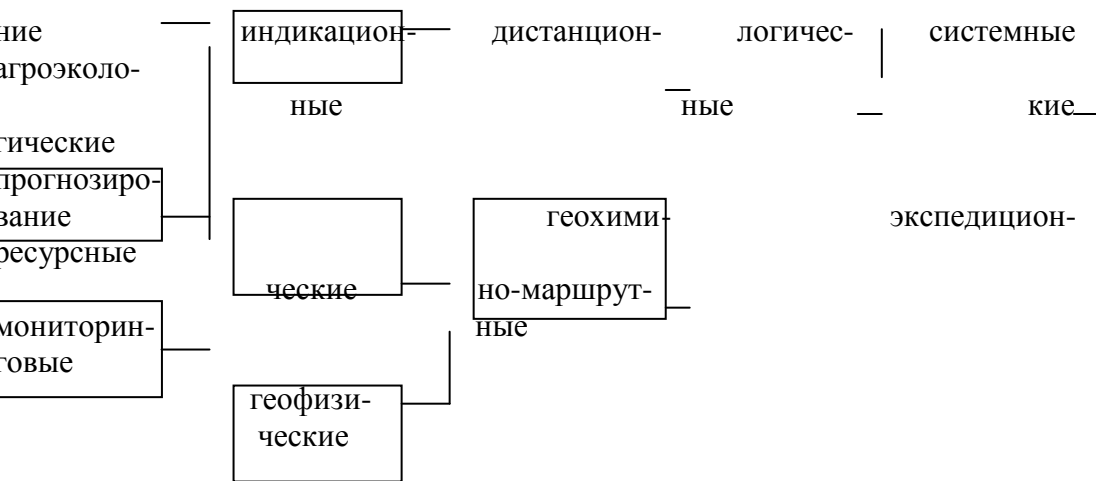 ние индикацион- дистанцион- логичес- системные
агроэколо-
ные ные кие
гические
прогнозиро-
вание геохими- экспедицион-
ресурсные
ческие но-маршрут-
мониторин- ные
говые
геофизи-
ческие